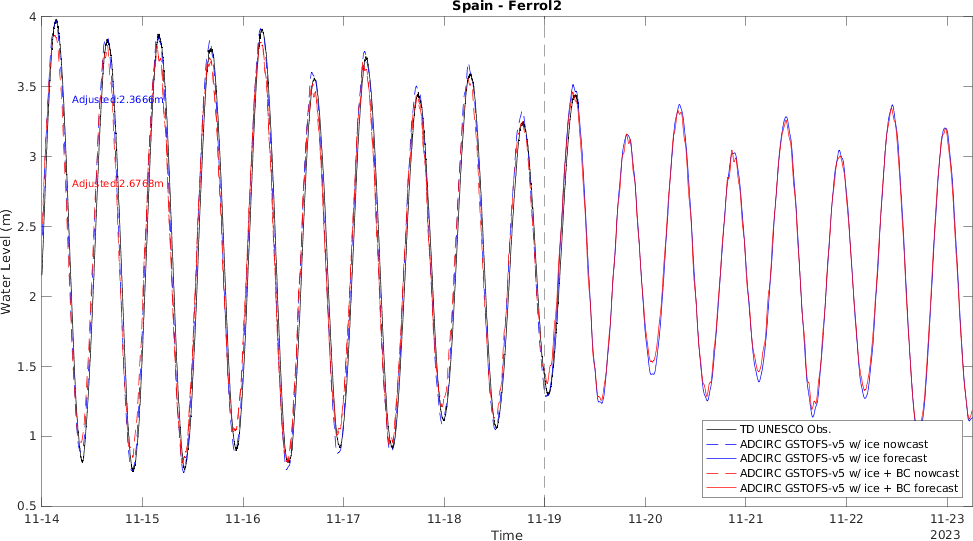 Spain - Ferrol2
4
3.5
3
2.5
2
1.5
1
0.5
Water Level (m)
Adjusted:2.3666m
Adjusted:2.6768m
TD UNESCO Obs.
ADCIRC GSTOFS-v5 w/ ice nowcast
ADCIRC GSTOFS-v5 w/ ice forecast
ADCIRC GSTOFS-v5 w/ ice + BC nowcast
ADCIRC GSTOFS-v5 w/ ice + BC forecast
11-14 11-15 11-16 11-17 11-18 11-19 11-20 11-21 11-22 11-23
Time
2023